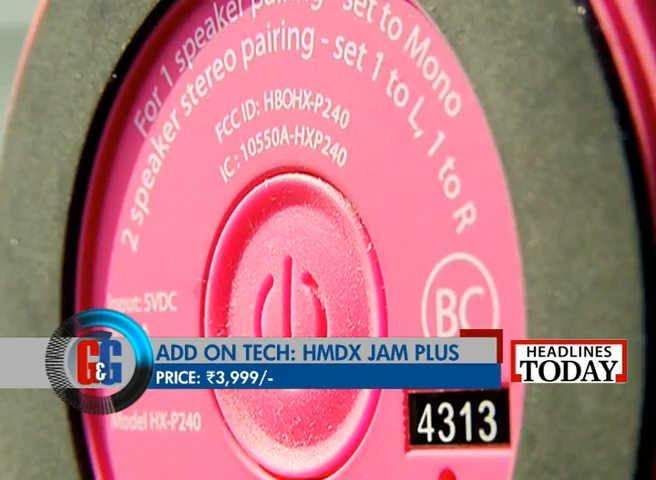 For 1 speaker pairing - set to Mono
2 speaker stereo pairing - set 1 to L, 1 to R
FCC ID: HBOHX-P240
IC : 10550A-HXP240
Input: 5VDC
BC
G&G
ADD ON TECH: HMDX JAM PLUS
PRICE: ₹3,999/-
HEADLINES
TODAY
Model HX-P240
4313